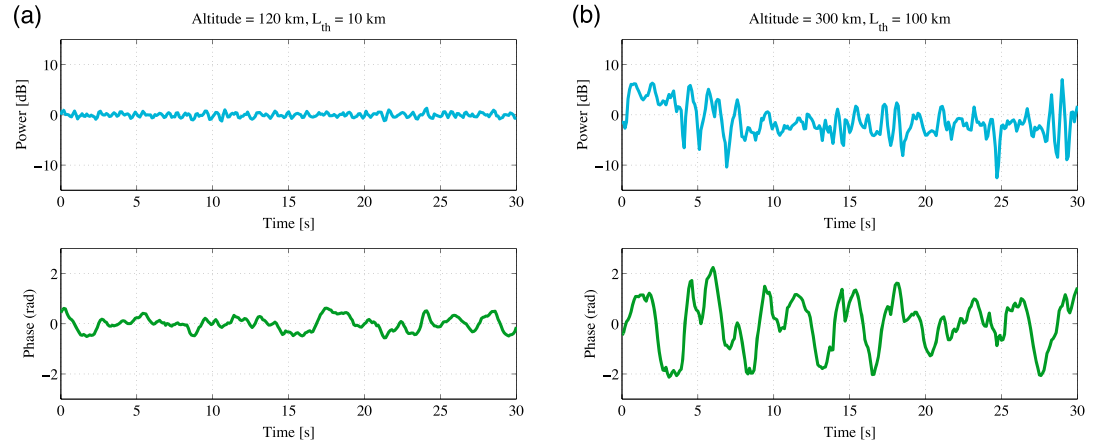 (a)
Altitude = 120 km, L_th = 10 km
Power [dB]
10
0
−10
0 5 10 15 20 25 30
Time [s]
Phase (rad)
2
0
−2
0 5 10 15 20 25 30
Time [s]
(b)
Altitude = 300 km, L_th = 100 km
Power [dB]
10
0
−10
0 5 10 15 20 25 30
Time [s]
Phase (rad)
2
0
−2
0 5 10 15 20 25 30
Time [s]